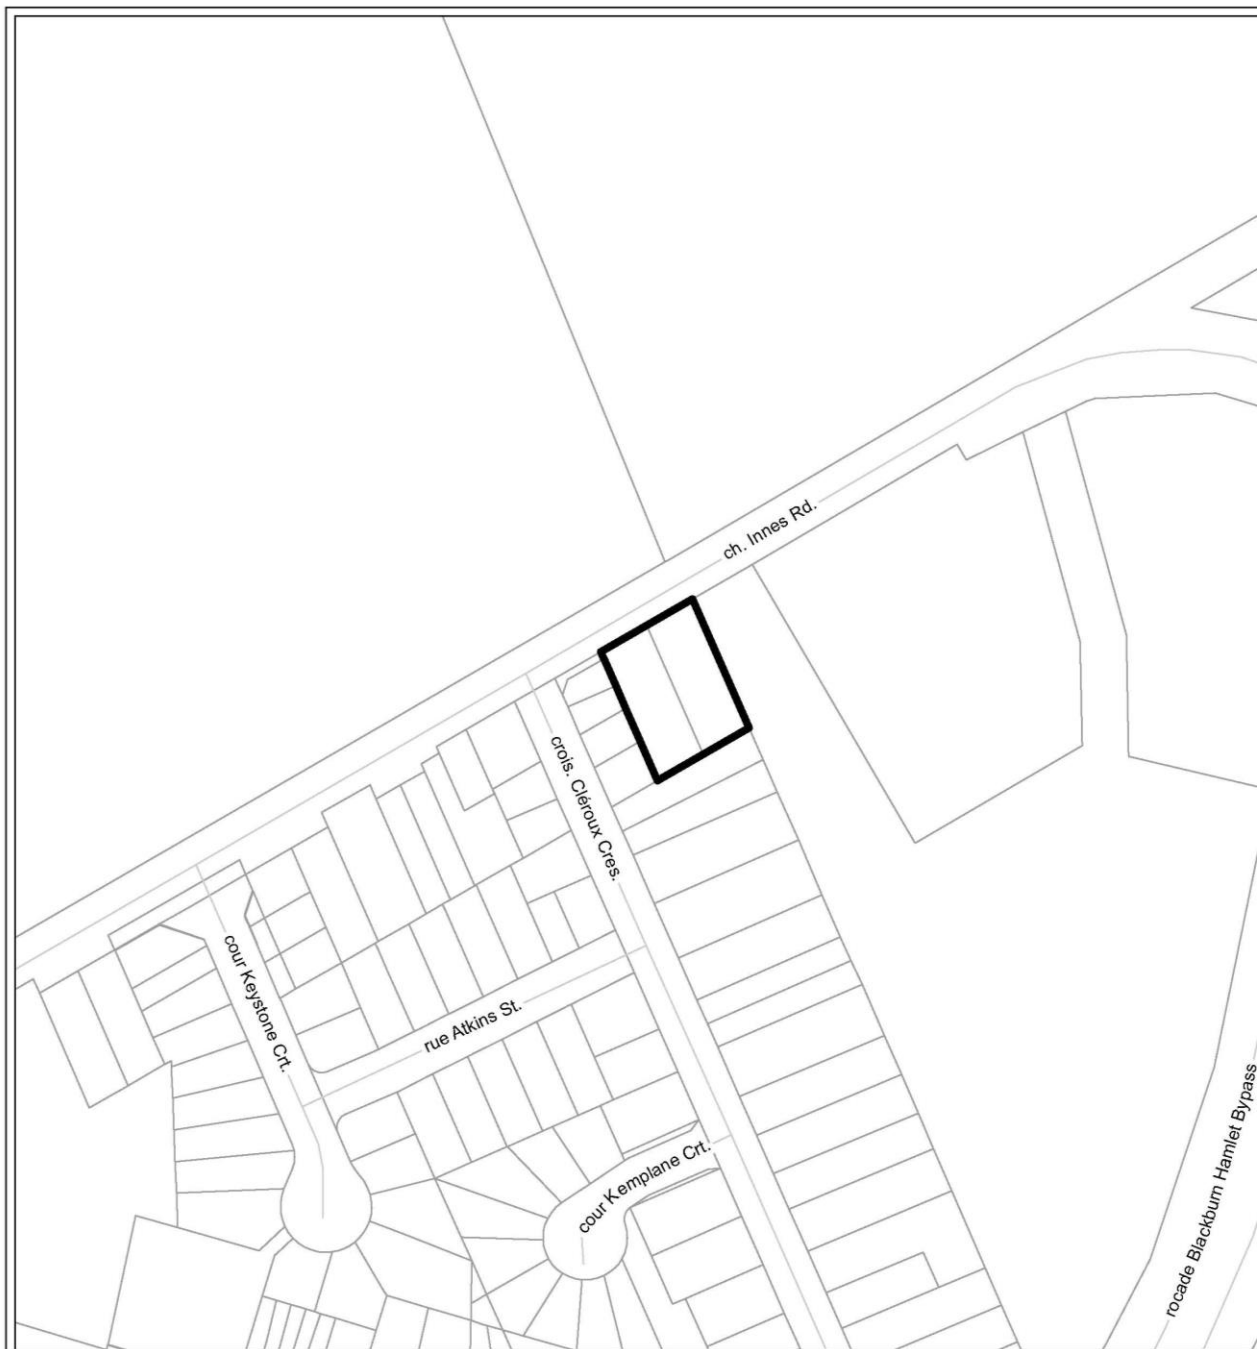 ch. Innes Rd.
crois. Cléroux Cres.
cour Keystone Crt.
rue Atkins St.
cour Kemplane Crt.
rocade Blackburn Hamlet Bypass